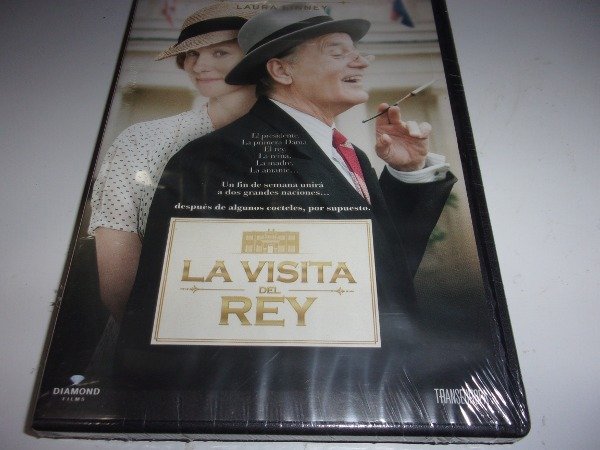 LAURA LINNEY
El presidente.
La primera Dama.
El rey.
La reina.
La madre.
La amante...
Un fin de semana unirá
a dos grandes naciones...
después de algunos cocteles, por supuesto.
LA VISITA
DEL
REY
DIAMOND
FILMS